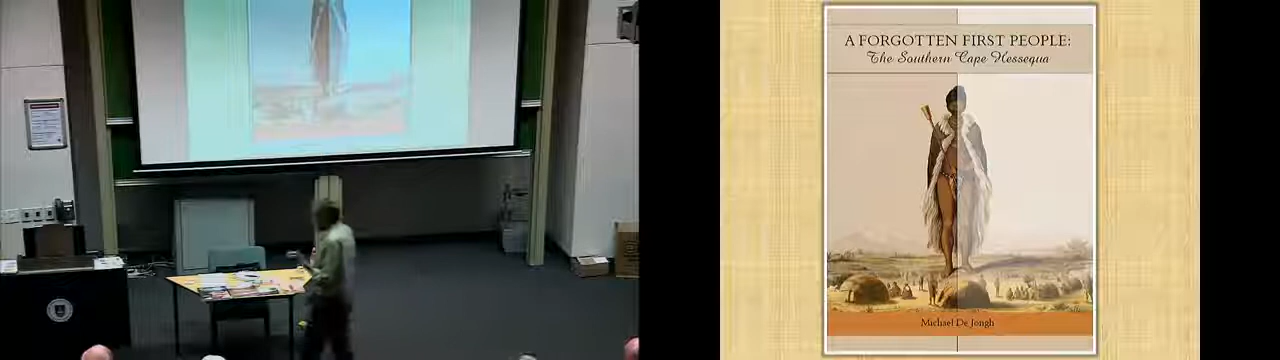 A FORGOTTEN FIRST PEOPLE:
The Southern Cape Hessequa
Michael De Jongh